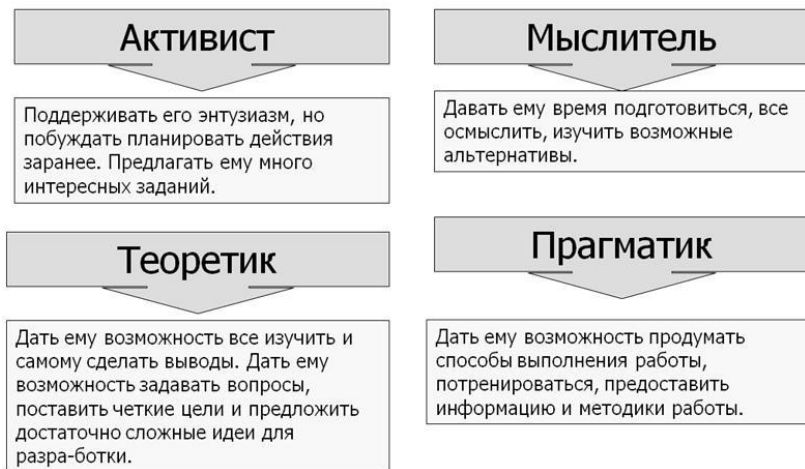 Активист
Поддерживать его энтузиазм, но
побуждать планировать действия
заранее. Предлагать ему много
интересных заданий.
Мыслитель
Давать ему время подготовиться, все
осмыслить, изучить возможные
альтернативы.
Теоретик
Дать ему возможность все изучить и
самому сделать выводы. Дать ему
возможность задавать вопросы,
поставить четкие цели и предложить
достаточно сложные идеи для
разра-ботки.
Прагматик
Дать ему возможность продумать
способы выполнения работы,
потренироваться, предоставить
информацию и методики работы.